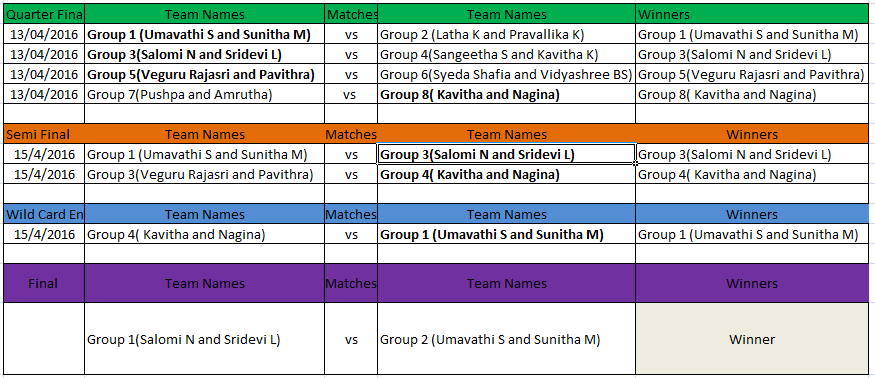 Quarter Fina Team Names Matches Team Names Winners
13/04/2016 Group 1 (Umavathi S and Sunitha M) vs Group 2 (Latha K and Pravallika K) Group 1 (Umavathi S and Sunitha M)
13/04/2016 Group 3(Salomi N and Sridevi L) vs Group 4(Sangeetha S and Kavitha K) Group 3(Salomi N and Sridevi L)
13/04/2016 Group 5(Veguru Rajasri and Pavithra) vs Group 6(Syeda Shafia and Vidyashree BS) Group 5(Veguru Rajasri and Pavithra)
13/04/2016 Group 7(Pushpa and Amrutha) vs Group 8( Kavitha and Nagina) Group 8( Kavitha and Nagina)
Semi Final Team Names Matches Team Names Winners
15/4/2016 Group 1 (Umavathi S and Sunitha M) vs Group 3(Salomi N and Sridevi L) Group 3(Salomi N and Sridevi L)
15/4/2016 Group 3(Veguru Rajasri and Pavithra) vs Group 4( Kavitha and Nagina) Group 4( Kavitha and Nagina)
Wild Card En Team Names Matches Team Names Winners
15/4/2016 Group 4( Kavitha and Nagina) vs Group 1 (Umavathi S and Sunitha M) Group 1 (Umavathi S and Sunitha M)
Final Team Names Matches Team Names Winners
Group 1(Salomi N and Sridevi L) vs Group 2 (Umavathi S and Sunitha M) Winner